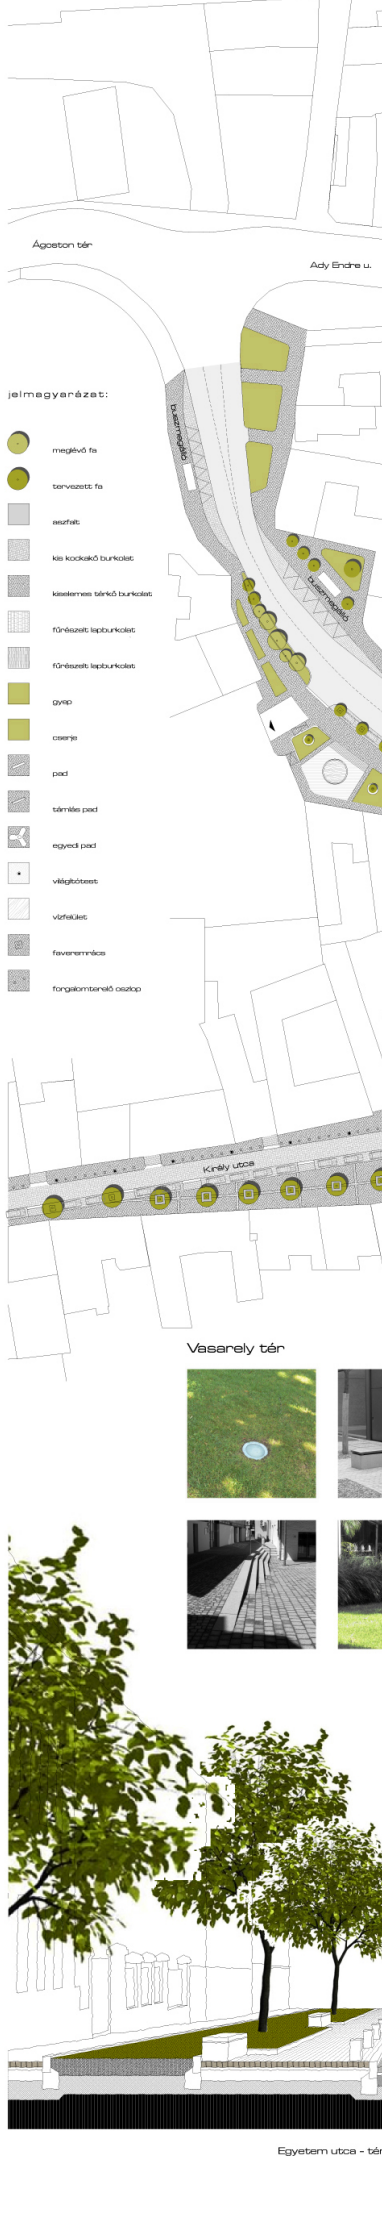 Ágoston tér
Ady Endre u.
jelmagyarázat:
buszmegálló
meglévő fa
tervezett fa
aszfalt
kis kockakő burkolat
kiselemes térkő burkolat
buszmegálló
fűrészelt lapburkolat
fűrészelt lapburkolat
gyep
cserje
pad
támlás pad
egyedi pad
világítótest
vízfelület
faveremrács
forgalomterelő oszlop
Király utca
Vasarely tér
Egyetem utca - tér